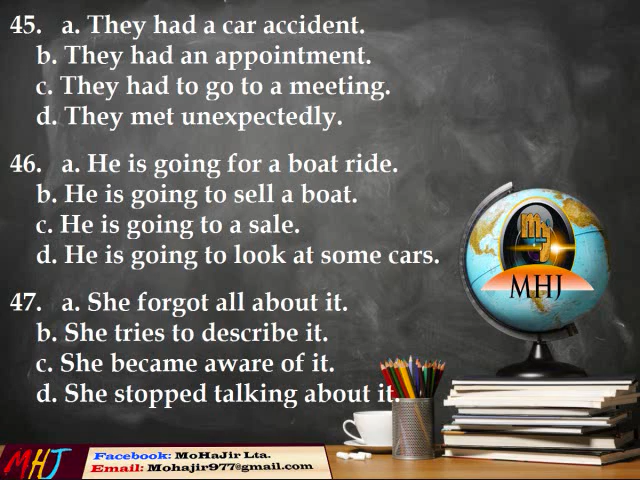 45. a. They had a car accident.
b. They had an appointment.
c. They had to go to a meeting.
d. They met unexpectedly.
46. a. He is going for a boat ride.
b. He is going to sell a boat.
c. He is going to a sale.
d. He is going to look at some cars.
47. a. She forgot all about it.
b. She tries to describe it.
c. She became aware of it.
d. She stopped talking about it.
MHJ
MHJ
Facebook: MoHaJir Lta.
Email: Mohajir977@gmail.com